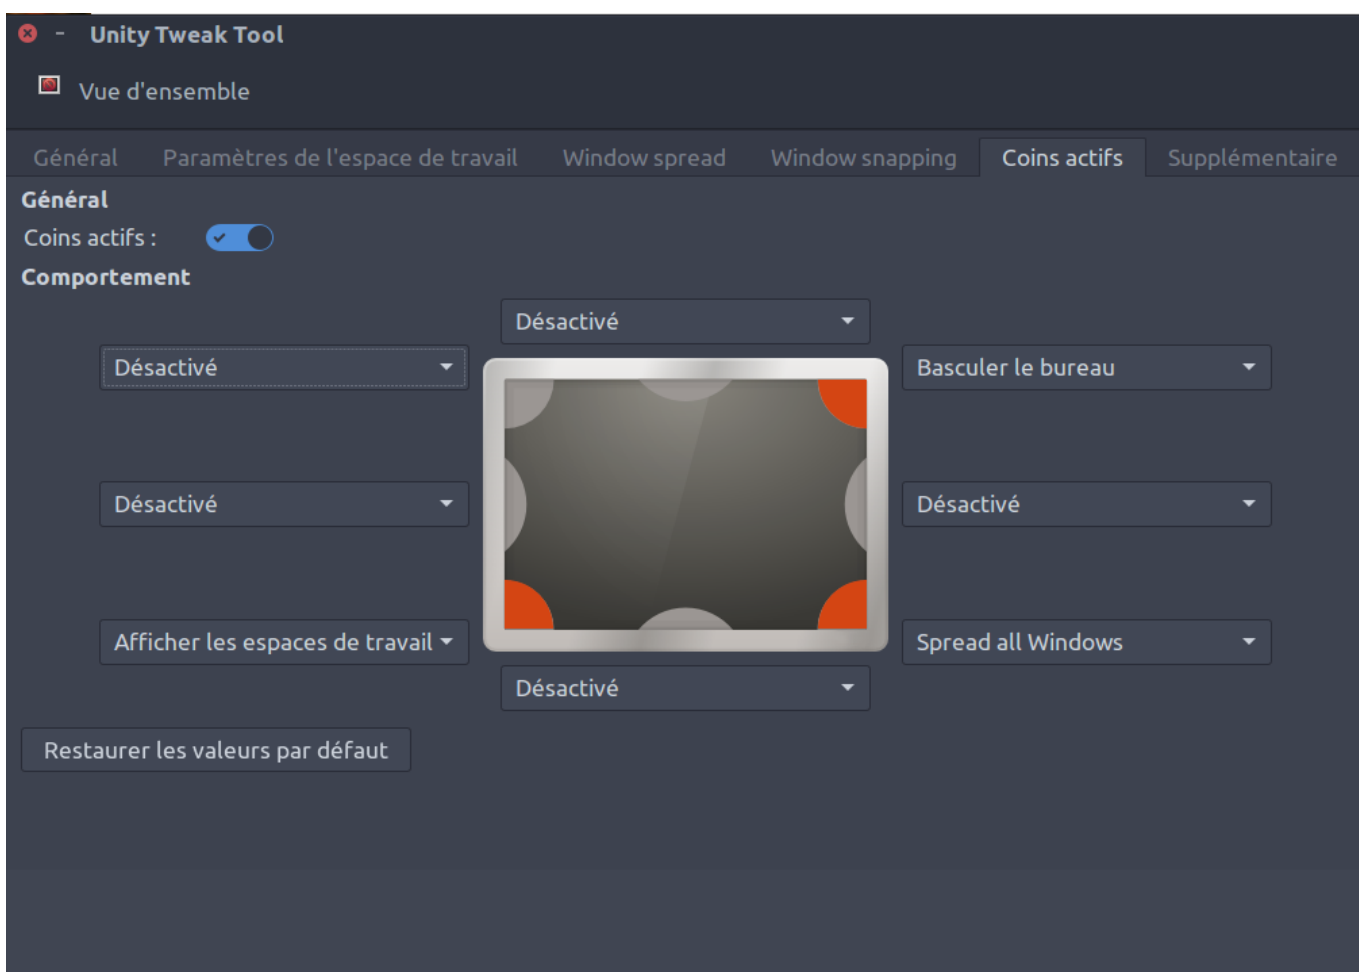 Unity Tweak Tool
Vue d'ensemble
Général Paramètres de l'espace de travail Window spread Window snapping Coins actifs Supplémentaire
Général
Coins actifs :
Comportement
Désactivé
Désactivé Basculer le bureau
Désactivé Désactivé
Afficher les espaces de travail Spread all Windows
Désactivé
Restaurer les valeurs par défaut